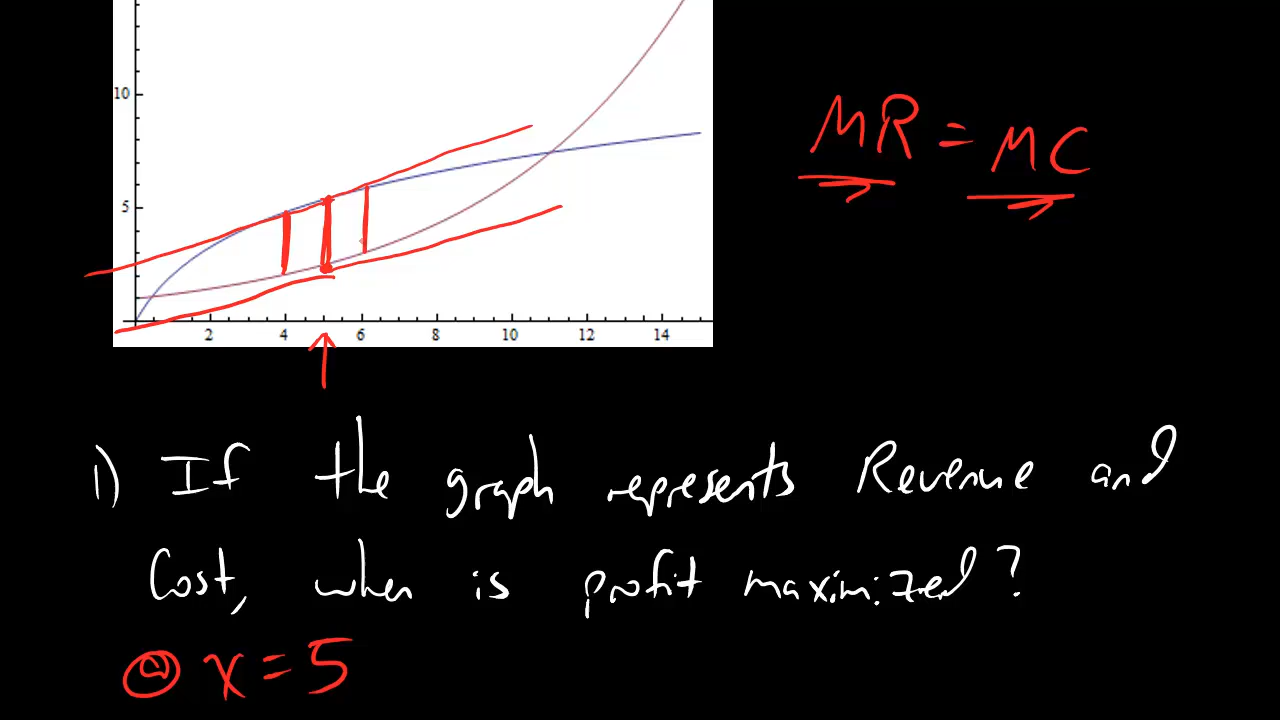 10
MR = MC
5
2 4 6 8 10 12 14
1) If the graph represents Revenue and
Cost, when is profit maximized?
@ x = 5